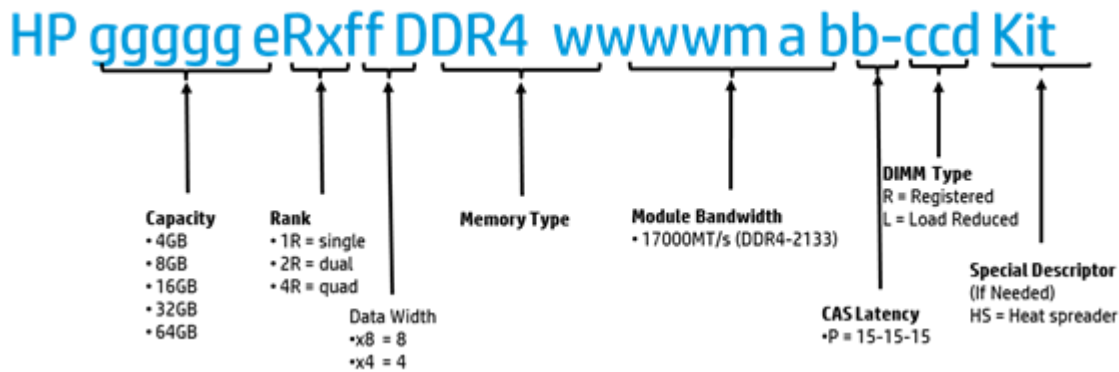 HP ggggg eRxff DDR4 wwwwm a bb-ccd Kit
Capacity
• 4GB
• 8GB
• 16GB
• 32GB
• 64GB
Rank
• 1R = single
• 2R = dual
• 4R = quad
Data Width
•x8 = 8
•x4 = 4
Memory Type
Module Bandwidth
• 17000MT/s (DDR4-2133)
CAS Latency
•P = 15-15-15
DIMM Type
R = Registered
L = Load Reduced
Special Descriptor
(If Needed)
HS = Heat spreader